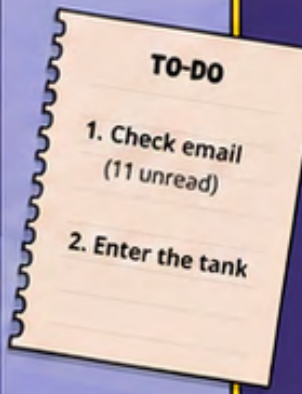 TO-DO
1. Check email
(11 unread)
2. Enter the tank